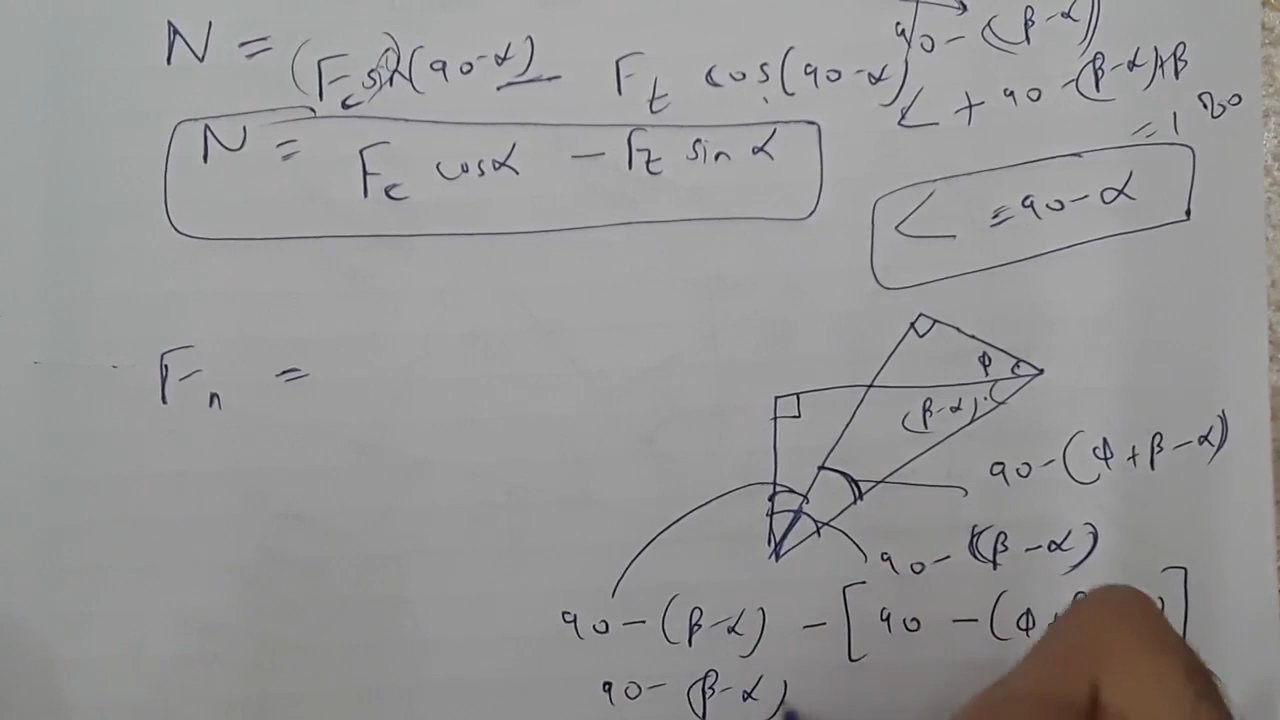 N = (Fc sin(90-α) - Ft cos(90-α)
N = Fc cosα - Ft sin α
90-(β-α)
∠ + 90-(β-α)+β
= 180
∠ = 90-α
Fn =
φ
(β-α)
90-(φ+β-α)
90-(β-α)
90-(β-α) - [90-(φ+
90-(β-α)